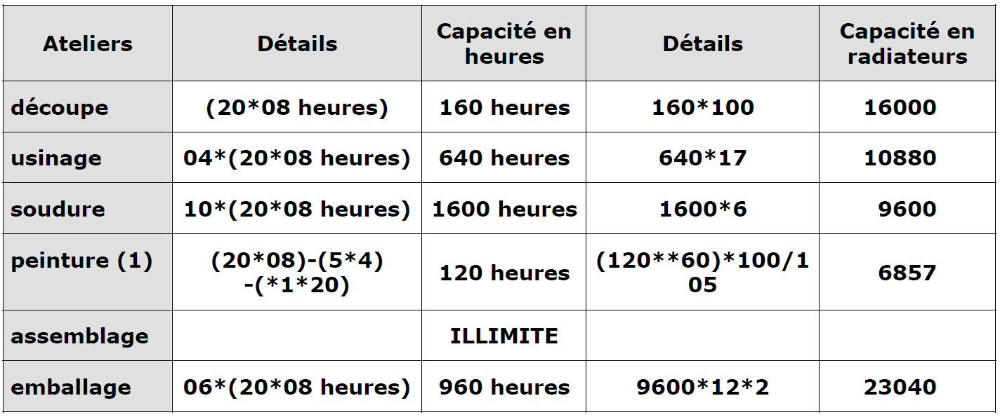 Ateliers Détails Capacité en heures Détails Capacité en radiateurs
découpe (20*08 heures) 160 heures 160*100 16000
usinage 04*(20*08 heures) 640 heures 640*17 10880
soudure 10*(20*08 heures) 1600 heures 1600*6 9600
peinture (1) (20*08)-(5*4) -(*1*20) 120 heures (120**60)*100/1 05 6857
assemblage ILLIMITE
emballage 06*(20*08 heures) 960 heures 9600*12*2 23040